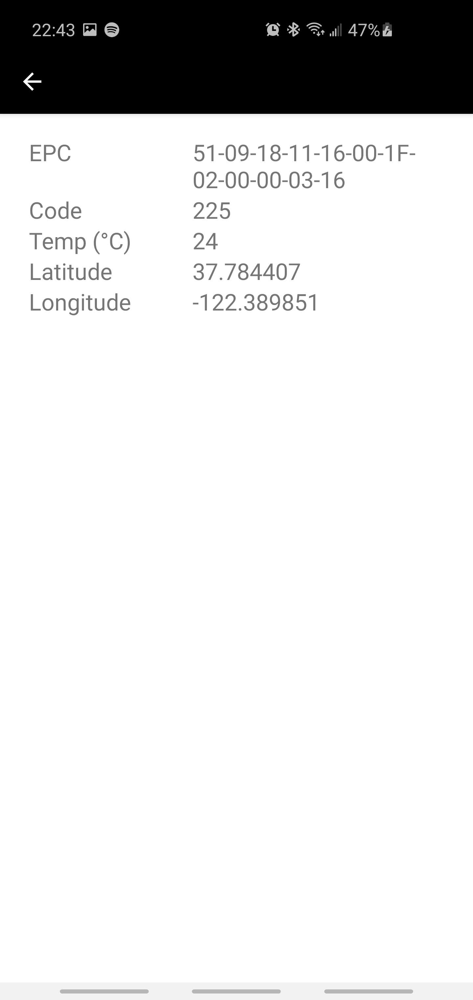 22:43 47%
EPC 51-09-18-11-16-00-1F-
02-00-00-03-16
Code 225
Temp (°C) 24
Latitude 37.784407
Longitude -122.389851